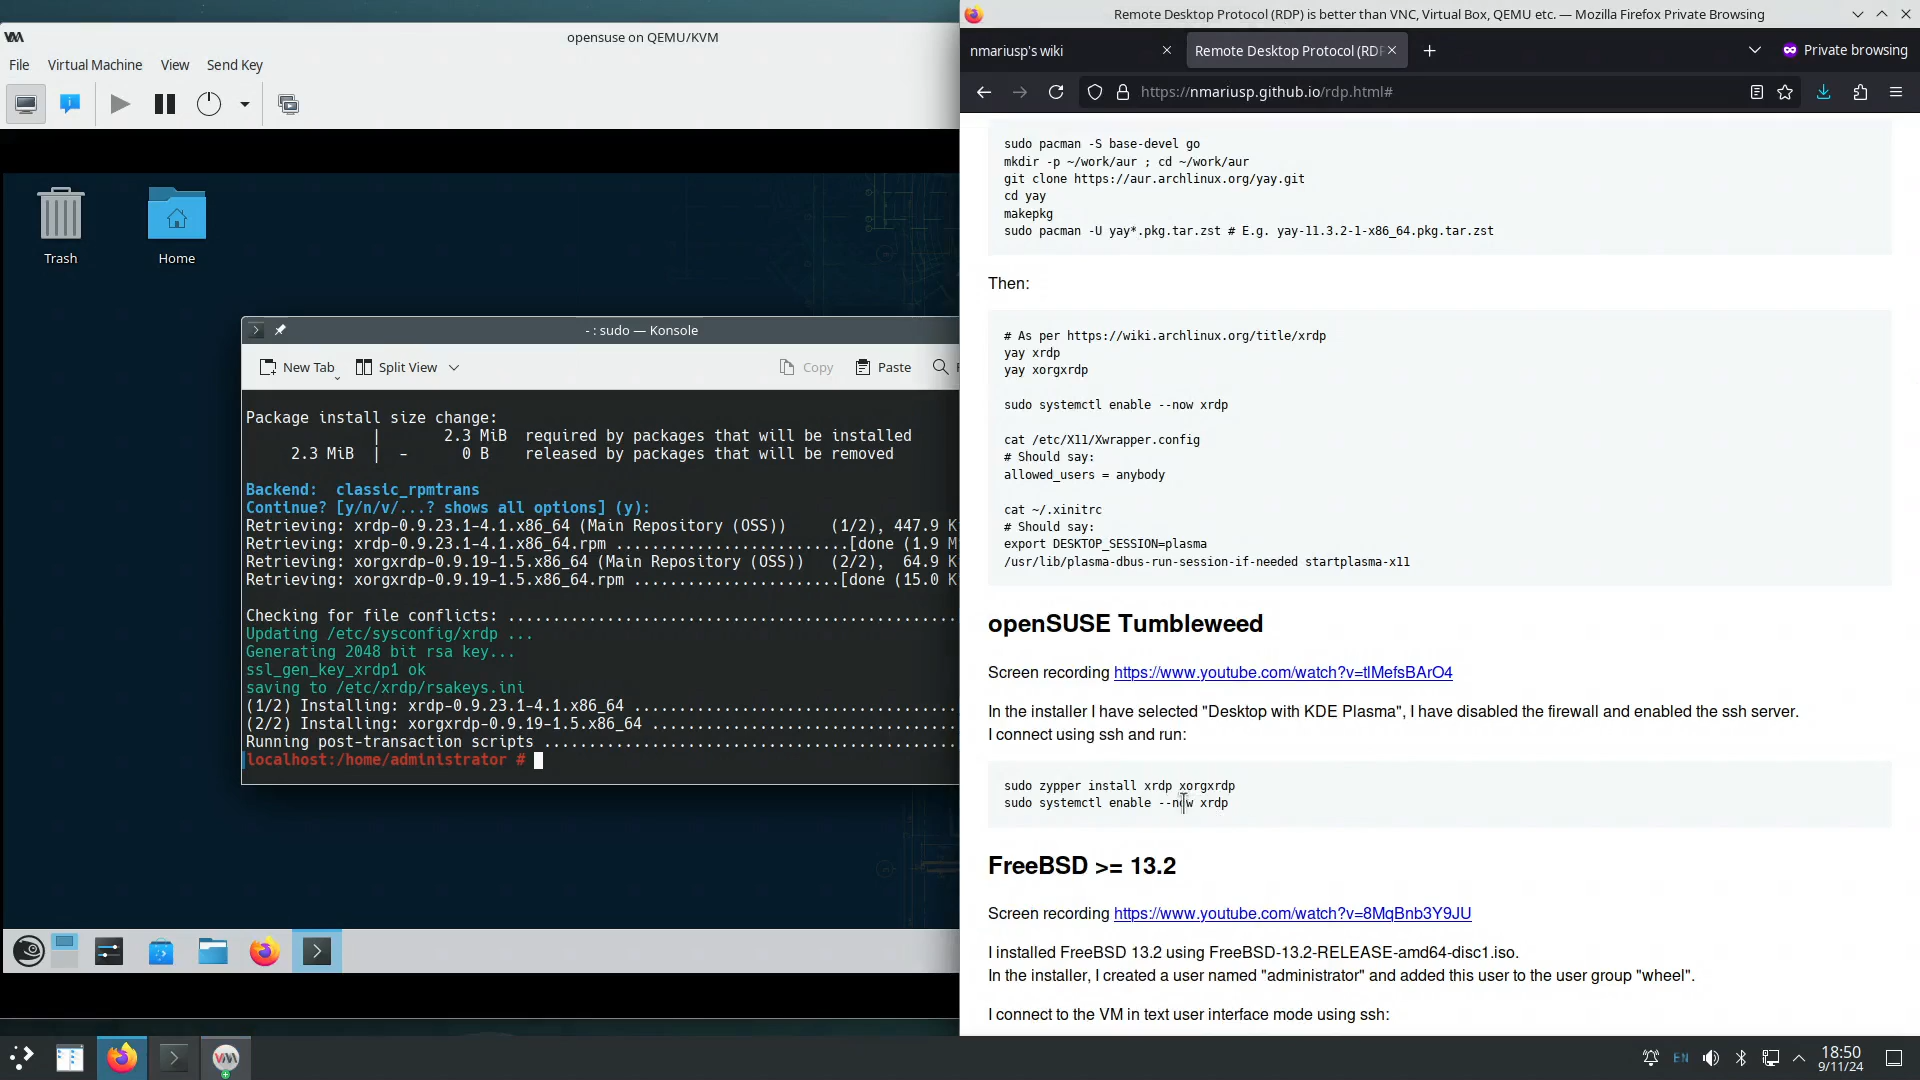 opensuse on QEMU/KVM
File Virtual Machine View Send Key
Trash
Home
- : sudo — Konsole
New Tab Split View Copy Paste
Package install size change:
| 2.3 MiB required by packages that will be installed
2.3 MiB | - 0 B released by packages that will be removed
Backend: classic_rpmtrans
Continue? [y/n/v/...? shows all options] (y):
Retrieving: xrdp-0.9.23.1-4.1.x86_64 (Main Repository (OSS)) (1/2), 447.9 K
Retrieving: xrdp-0.9.23.1-4.1.x86_64.rpm ..........................[done (1.9 M
Retrieving: xorgxrdp-0.9.19-1.5.x86_64 (Main Repository (OSS)) (2/2), 64.9 K
Retrieving: xorgxrdp-0.9.19-1.5.x86_64.rpm .......................[done (15.0 K
Checking for file conflicts: ..................................................
Updating /etc/sysconfig/xrdp ...
Generating 2048 bit rsa key...
ssl_gen_key_xrdp1 ok
saving to /etc/xrdp/rsakeys.ini
(1/2) Installing: xrdp-0.9.23.1-4.1.x86_64 ....................................
(2/2) Installing: xorgxrdp-0.9.19-1.5.x86_64 ..................................
Running post-transaction scripts ..............................................
localhost:/home/administrator #
Remote Desktop Protocol (RDP) is better than VNC, Virtual Box, QEMU etc. — Mozilla Firefox Private Browsing
nmariusp's wiki
Remote Desktop Protocol (RDP
Private browsing
https://nmariusp.github.io/rdp.html#
sudo pacman -S base-devel go
mkdir -p ~/work/aur ; cd ~/work/aur
git clone https://aur.archlinux.org/yay.git
cd yay
makepkg
sudo pacman -U yay*.pkg.tar.zst # E.g. yay-11.3.2-1-x86_64.pkg.tar.zst
Then:
# As per https://wiki.archlinux.org/title/xrdp
yay xrdp
yay xorgxrdp
sudo systemctl enable --now xrdp
cat /etc/X11/Xwrapper.config
# Should say:
allowed_users = anybody
cat ~/.xinitrc
# Should say:
export DESKTOP_SESSION=plasma
/usr/lib/plasma-dbus-run-session-if-needed startplasma-x11
openSUSE Tumbleweed
Screen recording https://www.youtube.com/watch?v=tlMefsBArO4
In the installer I have selected "Desktop with KDE Plasma", I have disabled the firewall and enabled the ssh server.
I connect using ssh and run:
sudo zypper install xrdp xorgxrdp
sudo systemctl enable --now xrdp
FreeBSD >= 13.2
Screen recording https://www.youtube.com/watch?v=8MqBnb3Y9JU
I installed FreeBSD 13.2 using FreeBSD-13.2-RELEASE-amd64-disc1.iso.
In the installer, I created a user named "administrator" and added this user to the user group "wheel".
I connect to the VM in text user interface mode using ssh:
EN
18:50
9/11/24